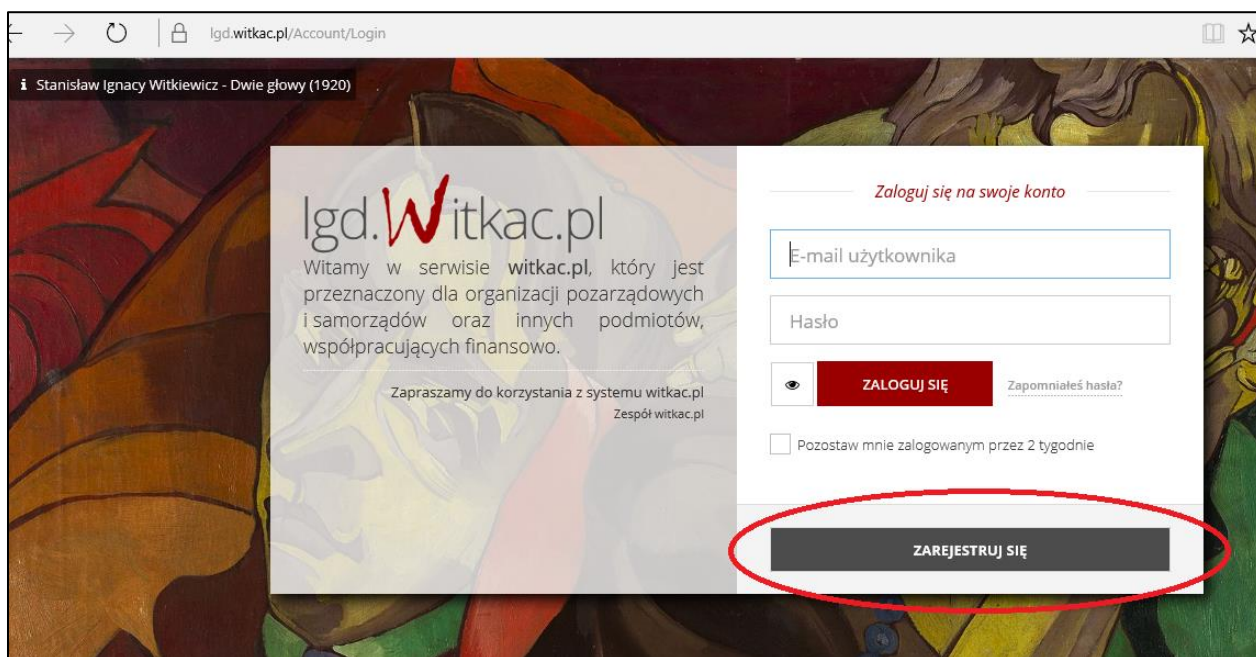 lgd.witkac.pl/Account/Login
i Stanisław Ignacy Witkiewicz - Dwie głowy (1920)
lgd.Witkac.pl
Witamy w serwisie witkac.pl, który jest
przeznaczony dla organizacji pozarządowych
i samorządów oraz innych podmiotów,
współpracujących finansowo.
Zapraszamy do korzystania z systemu witkac.pl
Zespół witkac.pl
Zaloguj się na swoje konto
E-mail użytkownika
Hasło
ZALOGUJ SIĘ
Zapomniałeś hasła?
Pozostaw mnie zalogowanym przez 2 tygodnie
ZAREJESTRUJ SIĘ